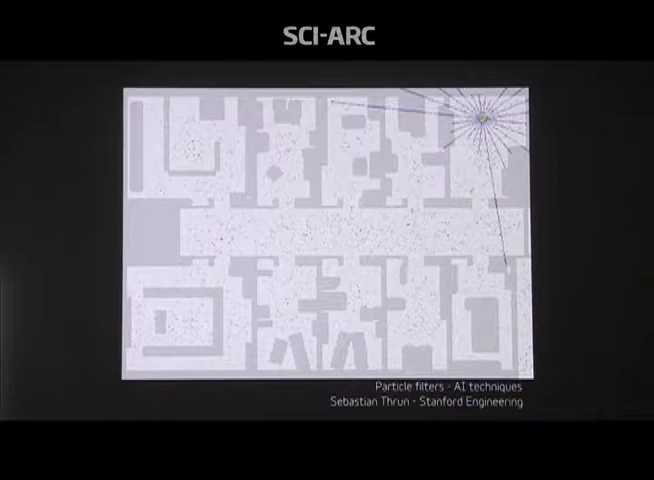 SCI-ARC
Particle filters - AI techniques
Sebastian Thrun - Stanford Engineering